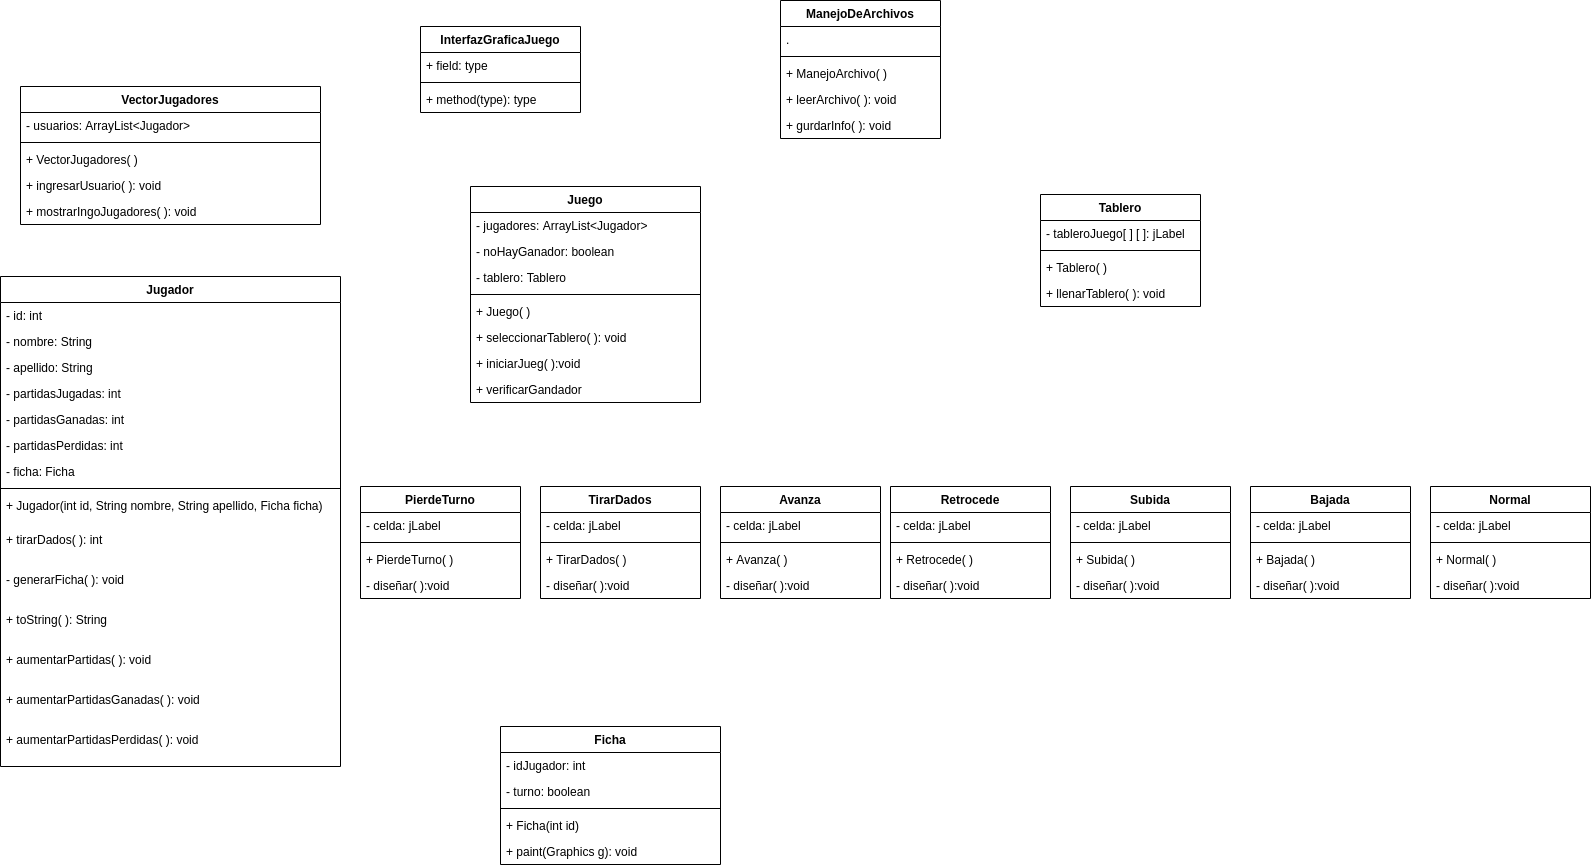 ManejoDeArchivos
.
+ ManejoArchivo( )
+ leerArchivo( ): void
+ gurdarInfo( ): void
InterfazGraficaJuego
+ field: type
+ method(type): type
VectorJugadores
- usuarios: ArrayList<Jugador>
+ VectorJugadores( )
+ ingresarUsuario( ): void
+ mostrarIngoJugadores( ): void
Juego
- jugadores: ArrayList<Jugador>
- noHayGanador: boolean
- tablero: Tablero
+ Juego( )
+ seleccionarTablero( ): void
+ iniciarJueg( ):void
+ verificarGandador
Tablero
- tableroJuego[ ] [ ]: jLabel
+ Tablero( )
+ llenarTablero( ): void
Jugador
- id: int
- nombre: String
- apellido: String
- partidasJugadas: int
- partidasGanadas: int
- partidasPerdidas: int
- ficha: Ficha
+ Jugador(int id, String nombre, String apellido, Ficha ficha)
+ tirarDados( ): int
- generarFicha( ): void
+ toString( ): String
+ aumentarPartidas( ): void
+ aumentarPartidasGanadas( ): void
+ aumentarPartidasPerdidas( ): void
PierdeTurno
- celda: jLabel
+ PierdeTurno( )
- diseñar( ):void
TirarDados
- celda: jLabel
+ TirarDados( )
- diseñar( ):void
Avanza
- celda: jLabel
+ Avanza( )
- diseñar( ):void
Retrocede
- celda: jLabel
+ Retrocede( )
- diseñar( ):void
Subida
- celda: jLabel
+ Subida( )
- diseñar( ):void
Bajada
- celda: jLabel
+ Bajada( )
- diseñar( ):void
Normal
- celda: jLabel
+ Normal( )
- diseñar( ):void
Ficha
- idJugador: int
- turno: boolean
+ Ficha(int id)
+ paint(Graphics g): void